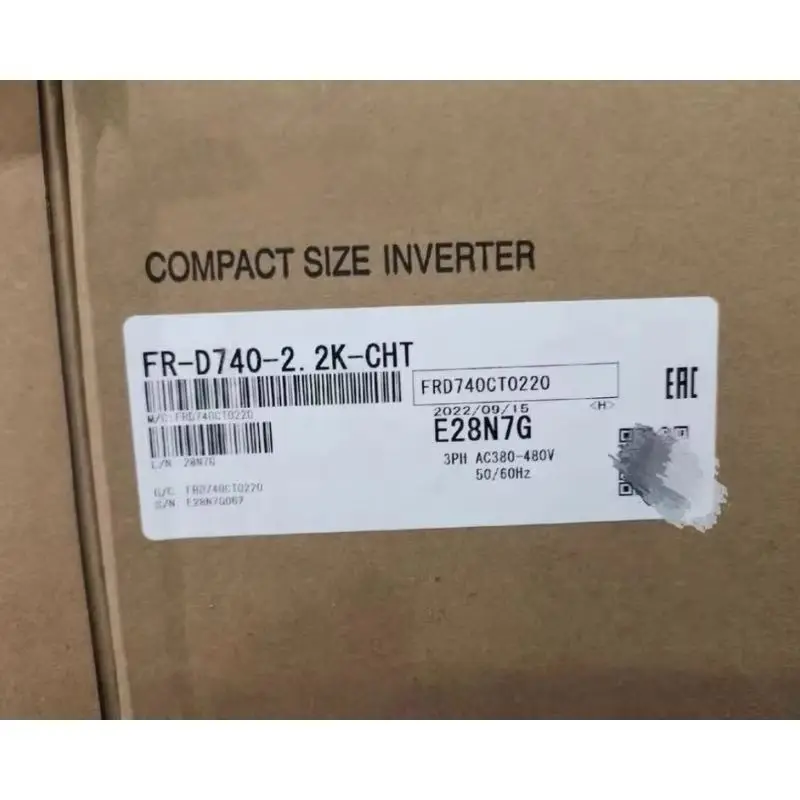 COMPACT SIZE INVERTER
FR-D740-2.2K-CHT
FRD740CT0220
EAC
M/C:FRD740CT0220
2022/09/15
<H>
E28N7G
L/N 28N7G
3PH AC380-480V
50/60Hz
G/C FRD740CT0220
S/N E28N7G067